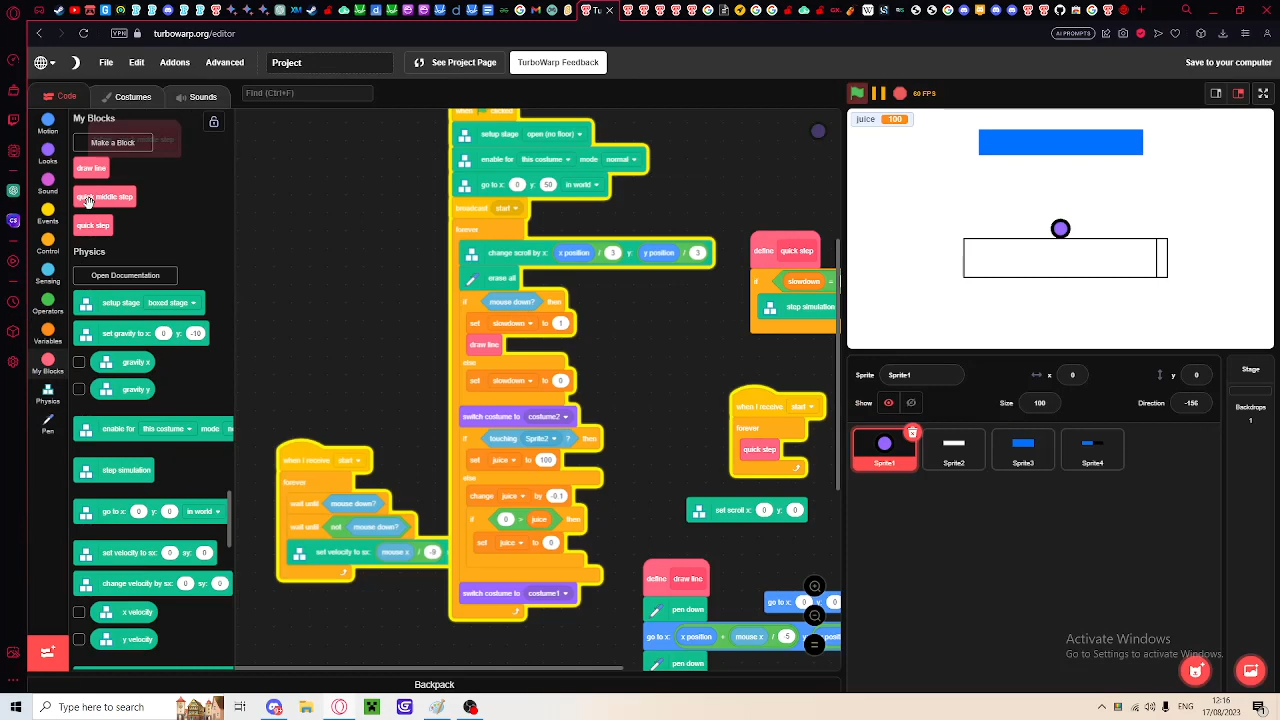 turbowarp.org/editor
VPN
AI PROMPTS
File Edit Addons Advanced Project See Project Page TurboWarp Feedback Save to your computer
Code Costumes Sounds Find (Ctrl+F) 60 FPS
Motion
Looks
Sound
Events
Control
Sensing
Operators
Variables
My Blocks
Physics
Pen
My Blocks
Make a Block
draw line
quick middle step
quick step
Physics
Open Documentation
setup stage boxed stage
set gravity to x: 0 y: -10
gravity x
gravity y
enable for this costume mode
step simulation
go to x: 0 y: 0 in world
set velocity to sx: 0 sy: 0
change velocity by sx: 0 sy: 0
x velocity
y velocity
when clicked
setup stage open (no floor)
enable for this costume mode normal
go to x: 0 y: 50 in world
broadcast start
forever
change scroll by x: x position / 3 y: y position / 3
erase all
if mouse down? then
set slowdown to 1
draw line
else
set slowdown to 0
switch costume to costume2
if touching Sprite2 ? then
set juice to 100
else
change juice by -0.1
if 0 > juice then
set juice to 0
switch costume to costume1
when I receive start
forever
wait until mouse down?
wait until not mouse down?
set velocity to sx: mouse x / -9
define quick step
if slowdown =
step simulation
when I receive start
forever
quick step
set scroll x: 0 y: 0
define draw line
pen down
go to x: x position + mouse x / 5 y:
pen down
go to x: 0 y: 0
juice 100
Sprite Sprite1 x 0 y 0
Show Size 100 Direction -156
Sprite1 Sprite2 Sprite3 Sprite4
Stage
Backdrops
1
Backpack
Activate Windows
Go to Settings to activate Windows.
Type here to search
12:16
17/09/2023